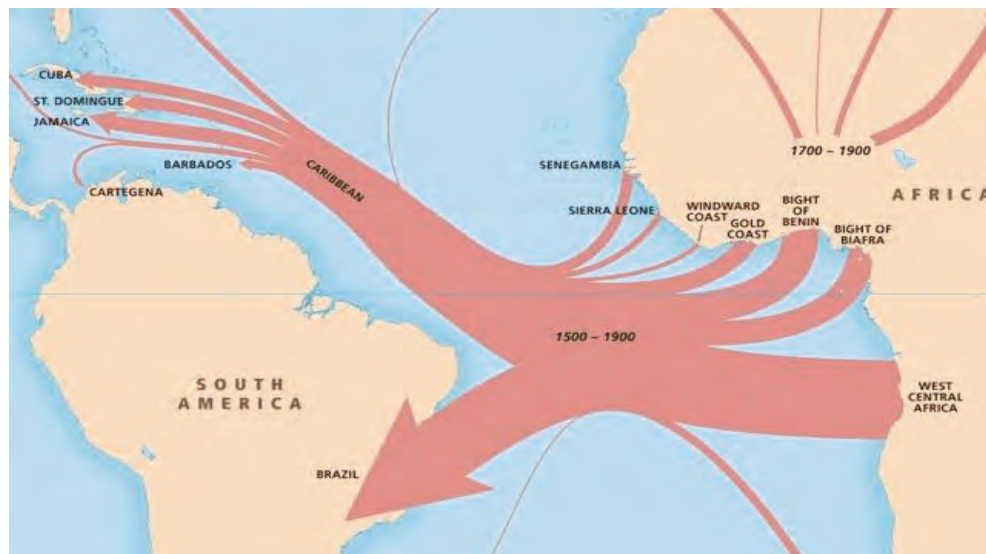 CUBA
ST. DOMINGUE
JAMAICA
BARBADOS
CARTEGENA
CARIBBEAN
SENEGAMBIA
SIERRA LEONE
WINDWARD
COAST
GOLD
COAST
BIGHT
OF
BENIN
BIGHT OF
BIAFRA
1700 – 1900
AFRICA
1500 – 1900
WEST
CENTRAL
AFRICA
SOUTH
AMERICA
BRAZIL